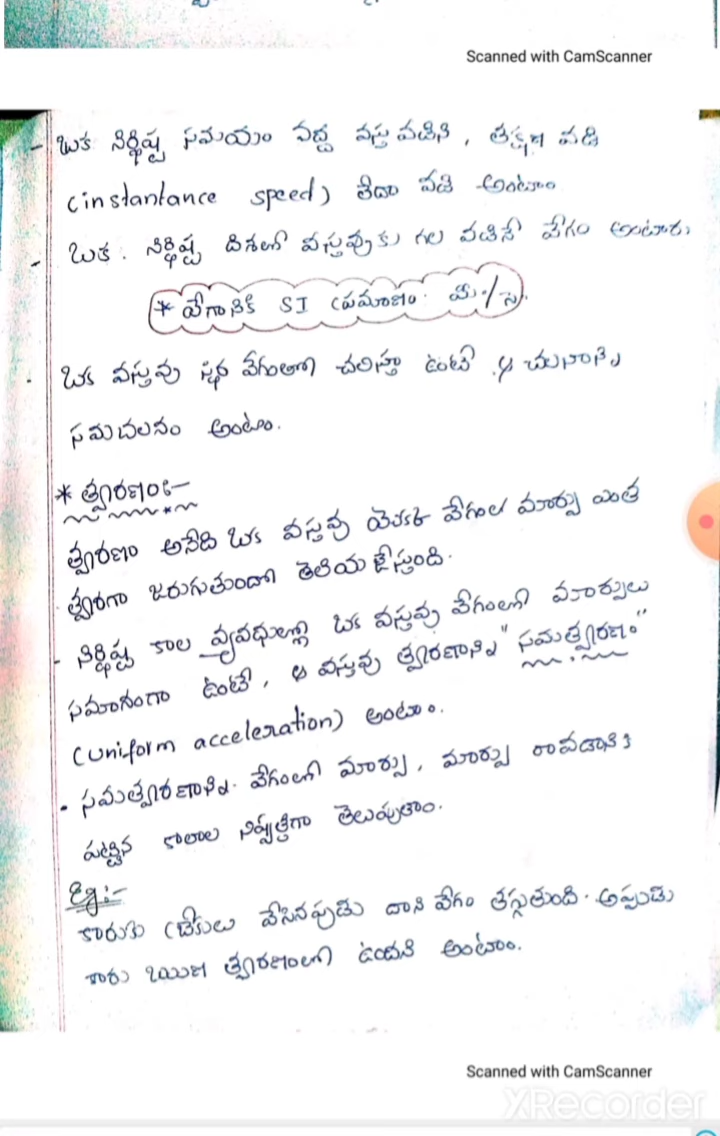 Scanned with CamScanner
- ఒక నిర్థిష్ట సమయం వద్ద వస్తు వడిని, తక్షణ వడి
(instantance speed) లేదా వడి అంటాం
- ఒక. నిర్థిష్ట దిశలో వస్తువుకు గల వడినే వేగం అంటారు.
* వేగానికి SI ప్రమాణం. మీ./సె.
. ఒక వస్తువు స్థిర వేగంతో చలిస్తూ ఉంటే ఆ చలనాన్ని
సమచలనం అంటాం.
* త్వరణం:-
త్వరణం అనేది ఒక వస్తువు యొక్క వేగంలో మార్పు ఎంత
త్వరగా జరుగుతుందో తెలియజేస్తుంది.
- నిర్థిష్ట కాల వ్యవధుల్లో ఒక వస్తువు వేగంలో మార్పులు
సమానంగా ఉంటే, ఆ వస్తువు త్వరణాన్ని "సమత్వరణం"
(uniform acceleration) అంటాం.
. సమత్వరణాన్ని. వేగంలో మార్పు, మార్పు రావడానికి
పట్టిన కాలాల నిష్పత్తిగా తెలుపుతాం.
Eg:-
కారుకు బ్రేకులు వేసినపుడు దాని వేగం తగ్గుతుంది. అప్పుడు
కారు ఋణ త్వరణంలో ఉందని అంటాం.
Scanned with CamScanner
XRecorder